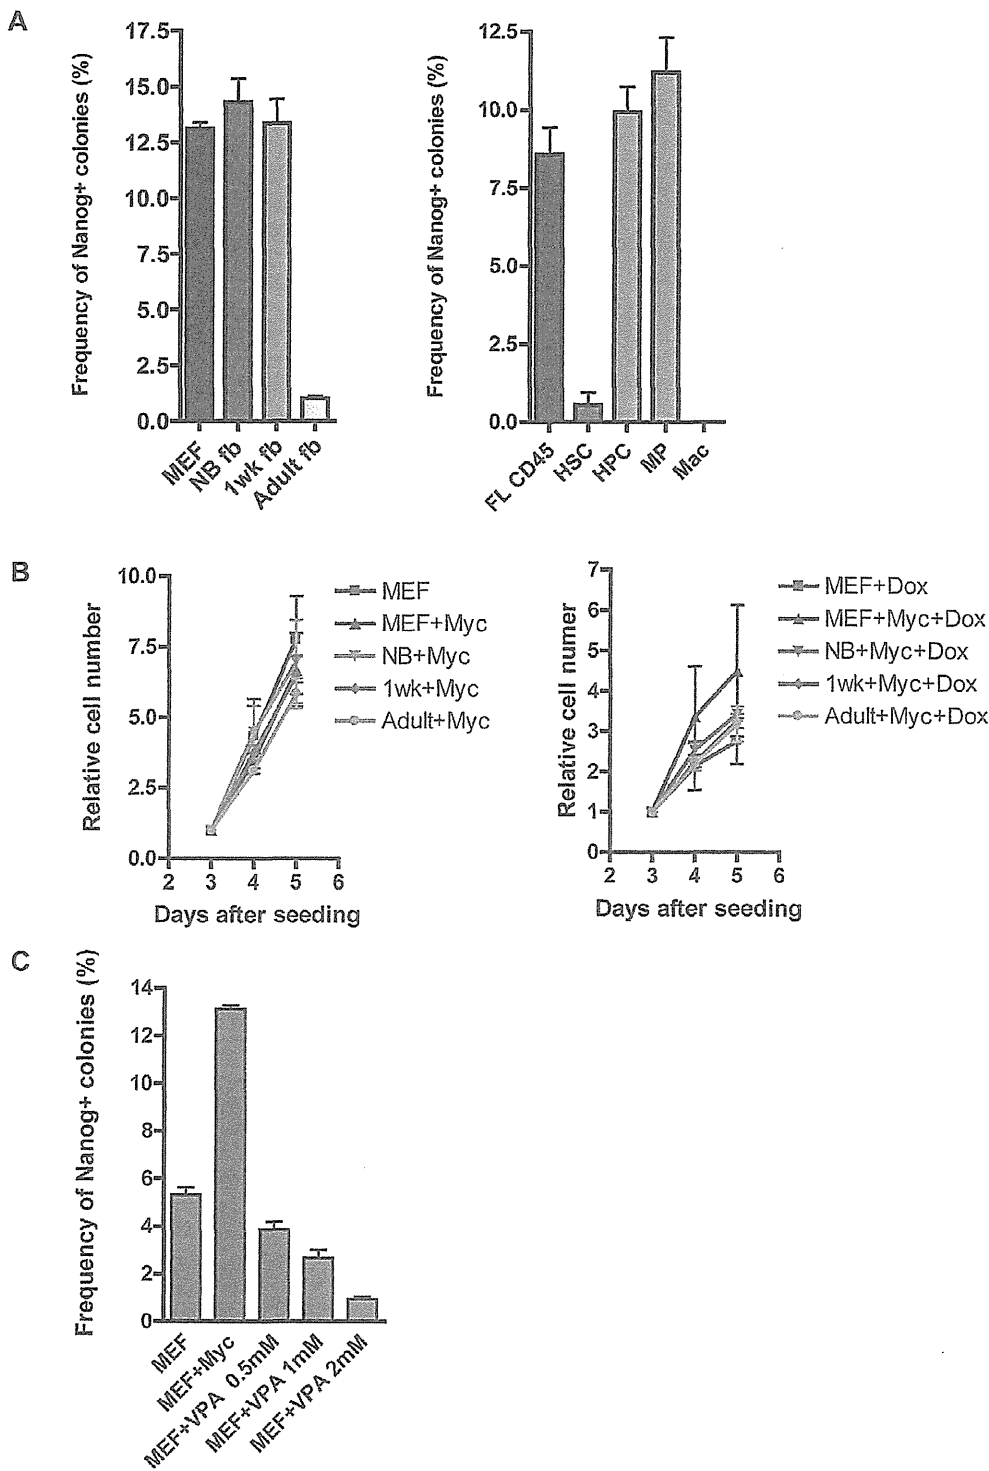 A
Frequency of Nanog+ colonies (%)
17.5
15.0
12.5
10.0
7.5
5.0
2.5
0.0
MEF
NB fb
1wk fb
Adult fb
Frequency of Nanog+ colonies (%)
12.5
10.0
7.5
5.0
2.5
0.0
FL CD45
HSC
HPC
MP
Mac
B
Relative cell number
10.0
7.5
5.0
2.5
0.0
2 3 4 5 6
Days after seeding
MEF
MEF+Myc
NB+Myc
1wk+Myc
Adult+Myc
Relative cell numer
7
6
5
4
3
2
1
0
2 3 4 5 6
Days after seeding
MEF+Dox
MEF+Myc+Dox
NB+Myc+Dox
1wk+Myc+Dox
Adult+Myc+Dox
C
Frequency of Nanog+ colonies (%)
14
12
10
8
6
4
2
0
MEF
MEF+Myc
MEF+VPA 0.5mM
MEF+VPA 1mM
MEF+VPA 2mM